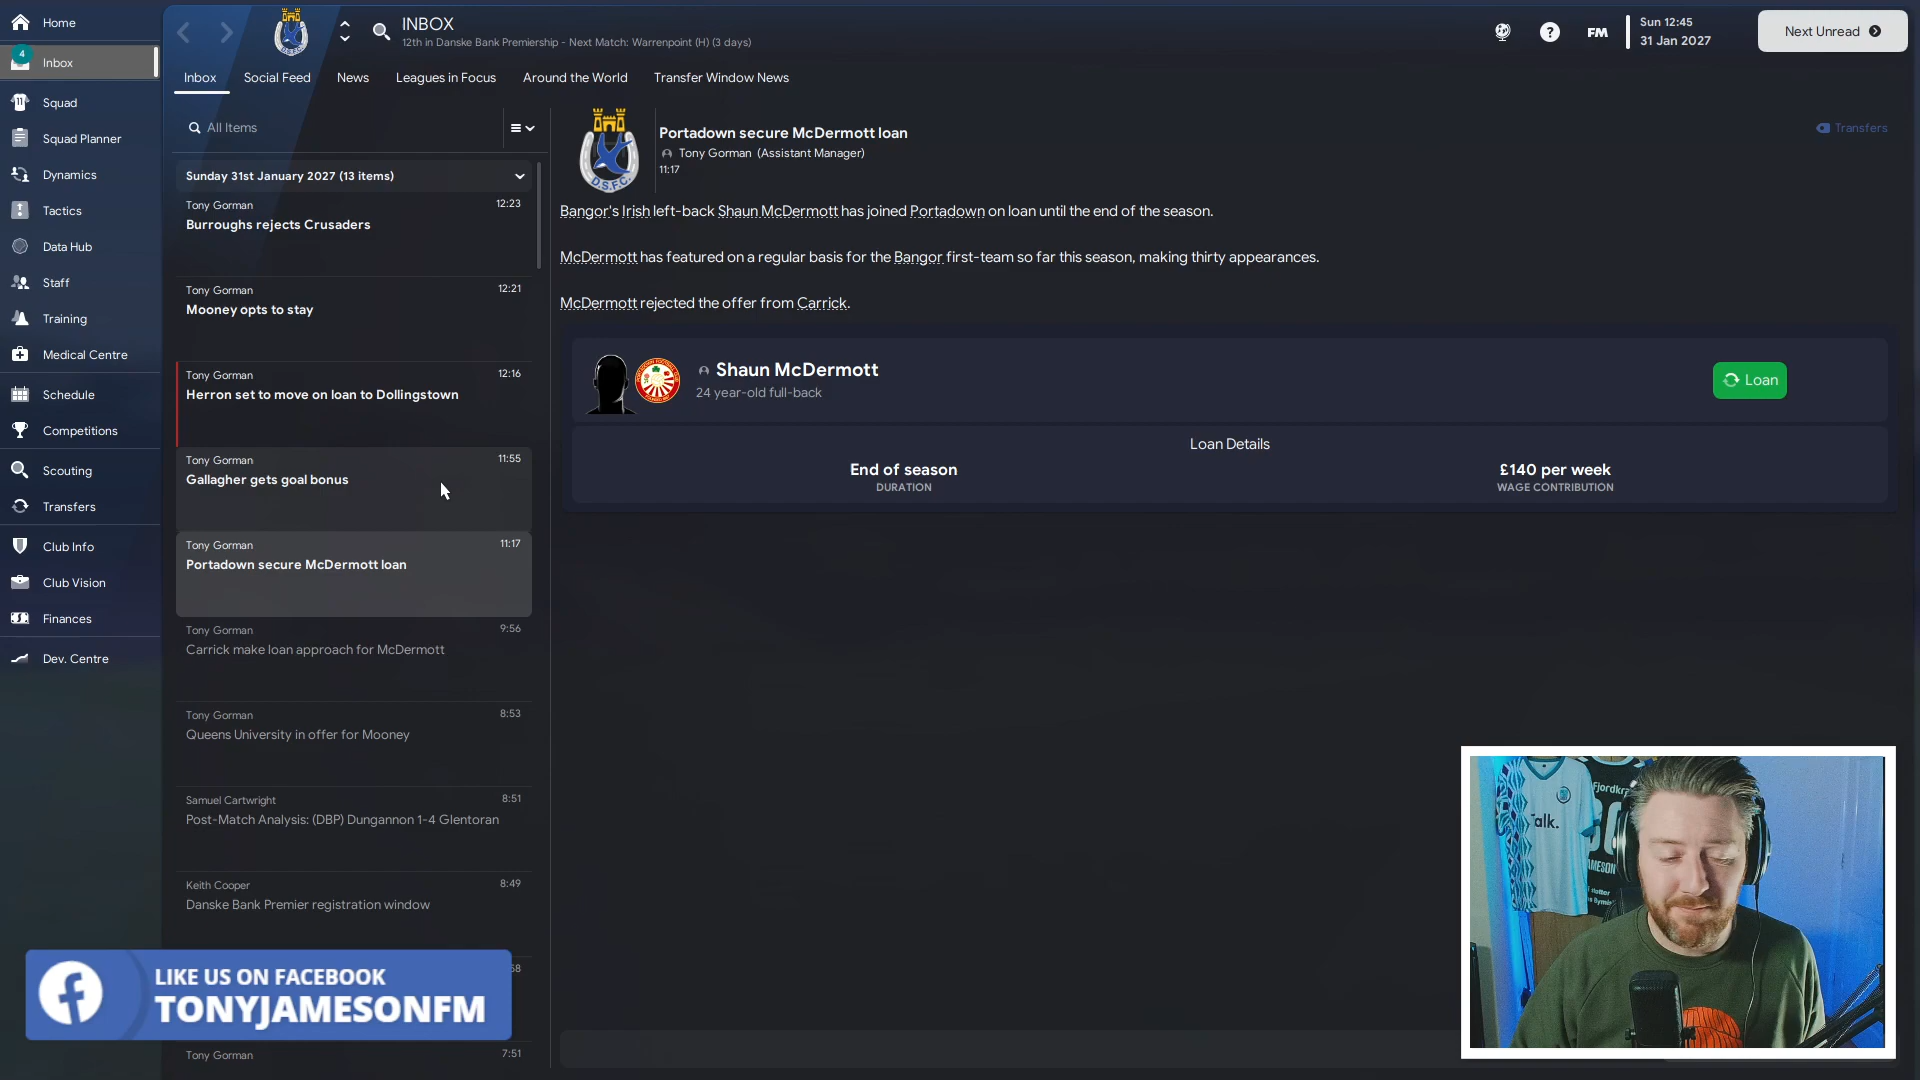 Home
4
Inbox
Squad
Squad Planner
Dynamics
Tactics
Data Hub
Staff
Training
Medical Centre
Schedule
Competitions
Scouting
Transfers
Club Info
Club Vision
Finances
Dev. Centre
D.S.F.C.
INBOX
12th in Danske Bank Premiership - Next Match: Warrenpoint (H) (3 days)
FM
Sun 12:45
31 Jan 2027
Next Unread
Inbox
Social Feed
News
Leagues in Focus
Around the World
Transfer Window News
All Items
Sunday 31st January 2027 (13 items)
Tony Gorman 12:23
Burroughs rejects Crusaders
Tony Gorman 12:21
Mooney opts to stay
Tony Gorman 12:16
Herron set to move on loan to Dollingstown
Tony Gorman 11:55
Gallagher gets goal bonus
Tony Gorman 11:17
Portadown secure McDermott loan
Tony Gorman 9:56
Carrick make loan approach for McDermott
Tony Gorman 8:53
Queens University in offer for Mooney
Samuel Cartwright 8:51
Post-Match Analysis: (DBP) Dungannon 1-4 Glentoran
Keith Cooper 8:49
Danske Bank Premier registration window
Tony Gorman 7:51
D.S.F.C.
Portadown secure McDermott loan
Tony Gorman (Assistant Manager)
11:17
Transfers
Bangor's Irish left-back Shaun McDermott has joined Portadown on loan until the end of the season.
McDermott has featured on a regular basis for the Bangor first-team so far this season, making thirty appearances.
McDermott rejected the offer from Carrick.
Shaun McDermott
24 year-old full-back
Loan
Loan Details
End of season
DURATION
£140 per week
WAGE CONTRIBUTION
LIKE US ON FACEBOOK
TONYJAMESONFM
Talk.
Fjordkra